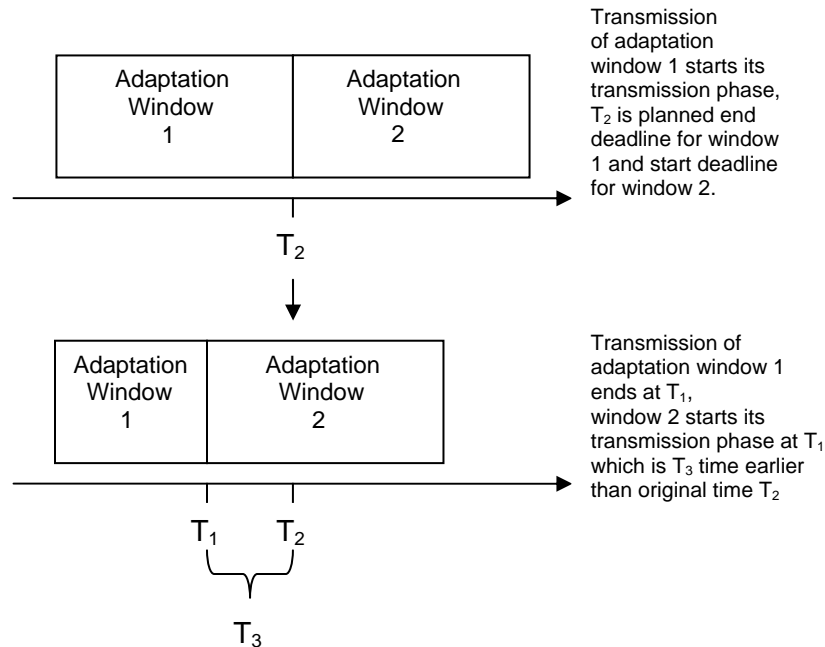 Adaptation
Window
1
Adaptation
Window
2
Transmission
of adaptation
window 1 starts its
transmission phase,
T₂ is planned end
deadline for window
1 and start deadline
for window 2.
T₂
Adaptation
Window
1
Adaptation
Window
2
Transmission of
adaptation window 1
ends at T₁,
window 2 starts its
transmission phase at T₁
which is T₃ time earlier
than original time T₂
T₁
T₂
T₃